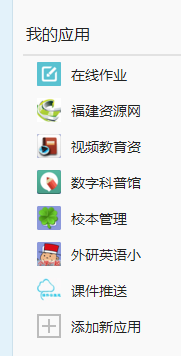 我的应用
在线作业
福建资源网
视频教育资
数字科普馆
校本管理
外研英语小
课件推送
添加新应用